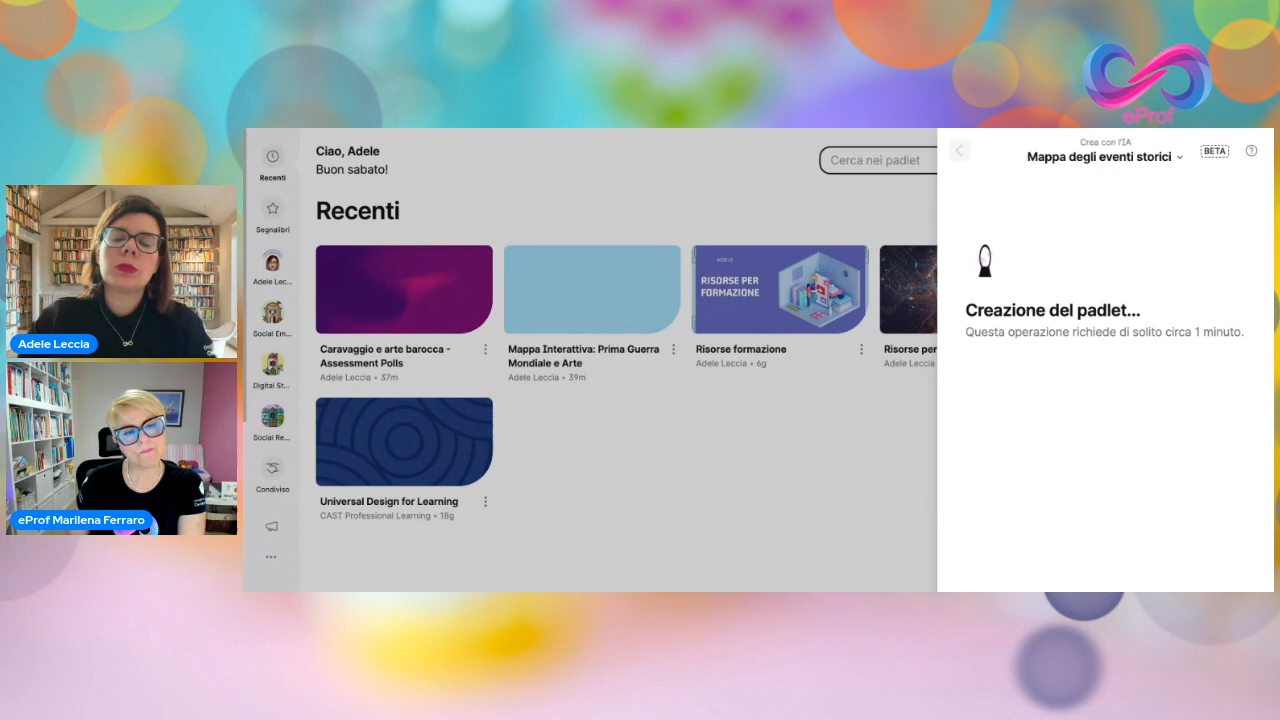 eProf
Ciao, Adele
Buon sabato!
Cerca nei padlet
Recenti
Recenti
Segnalibri
Adele Lec...
Social Em...
Digital St...
Social Re...
Condiviso
Caravaggio e arte barocca -
Assessment Polls
Adele Leccia • 37m
Mappa Interattiva: Prima Guerra
Mondiale e Arte
Adele Leccia • 39m
ADELE
RISORSE PER
FORMAZIONE
Risorse formazione
Adele Leccia • 6g
Risorse per
Adele Leccia
Universal Design for Learning
CAST Professional Learning • 18g
Crea con l'IA
Mappa degli eventi storici
BETA
Creazione del padlet...
Questa operazione richiede di solito circa 1 minuto.
Adele Leccia
eProf Marilena Ferraro